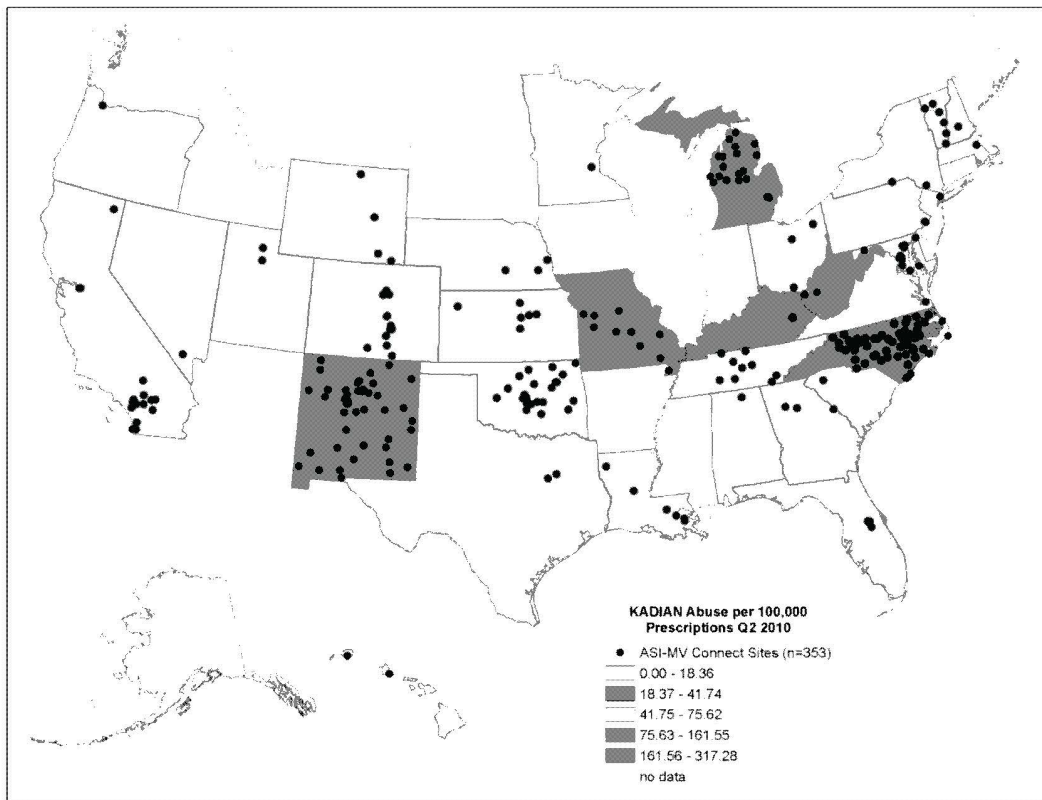 KADIAN Abuse per 100,000
Prescriptions Q2 2010
ASI-MV Connect Sites (n=353)
0.00 - 18.36
18.37 - 41.74
41.75 - 75.62
75.63 - 161.55
161.56 - 317.28
no data